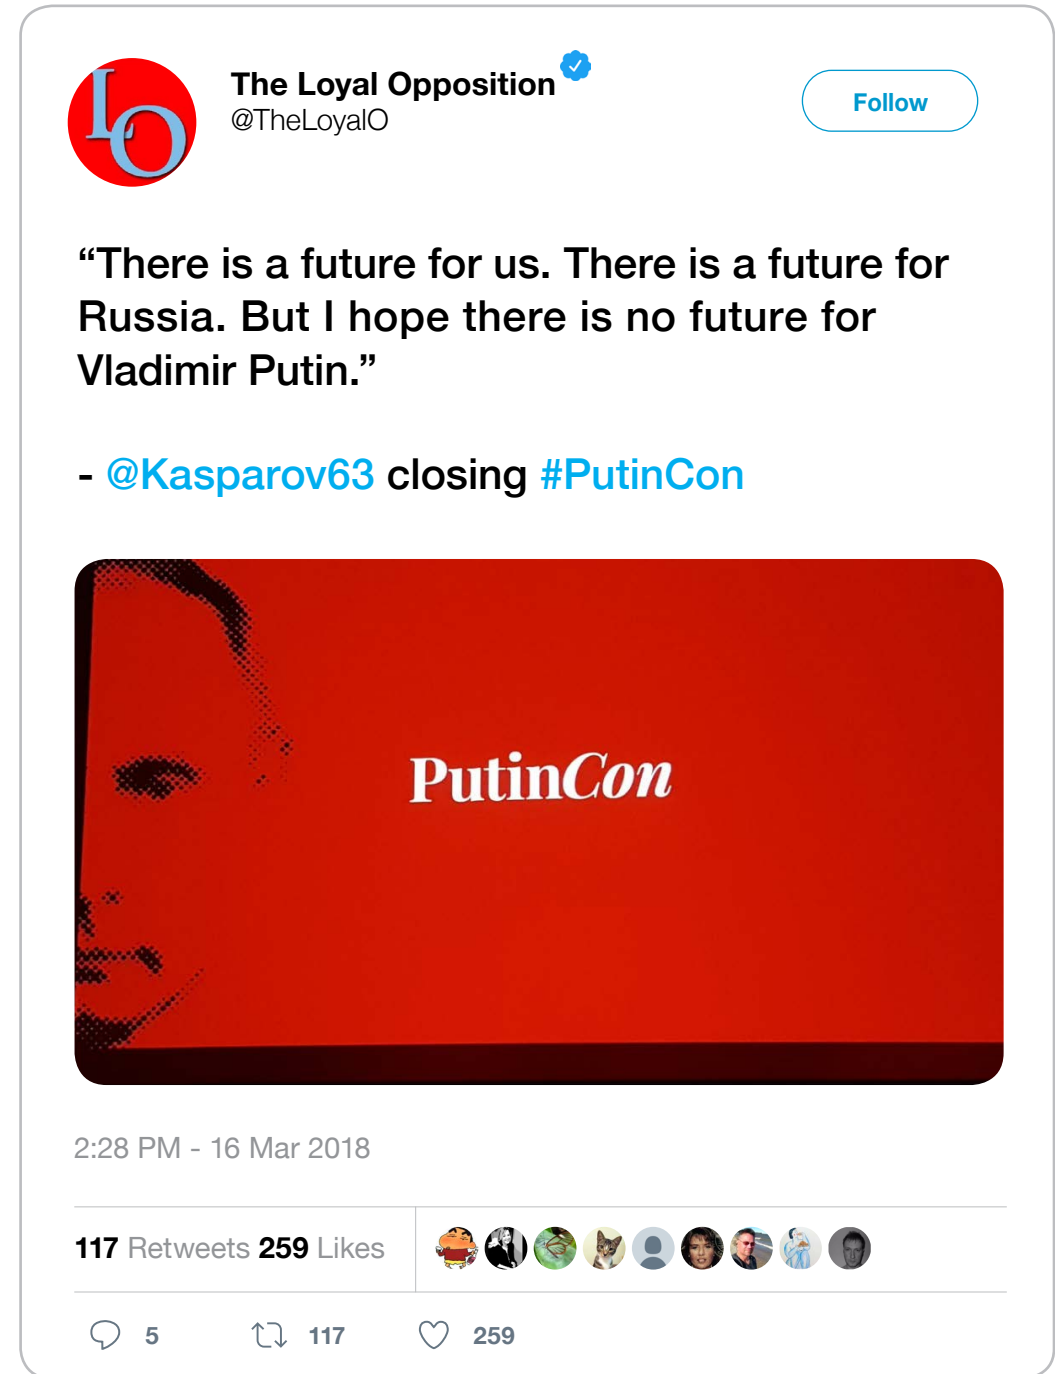 LO
The Loyal Opposition
@TheLoyalO
Follow
“There is a future for us. There is a future for
Russia. But I hope there is no future for
Vladimir Putin.”
- @Kasparov63 closing #PutinCon
PutinCon
2:28 PM - 16 Mar 2018
117 Retweets 259 Likes
5 117 259